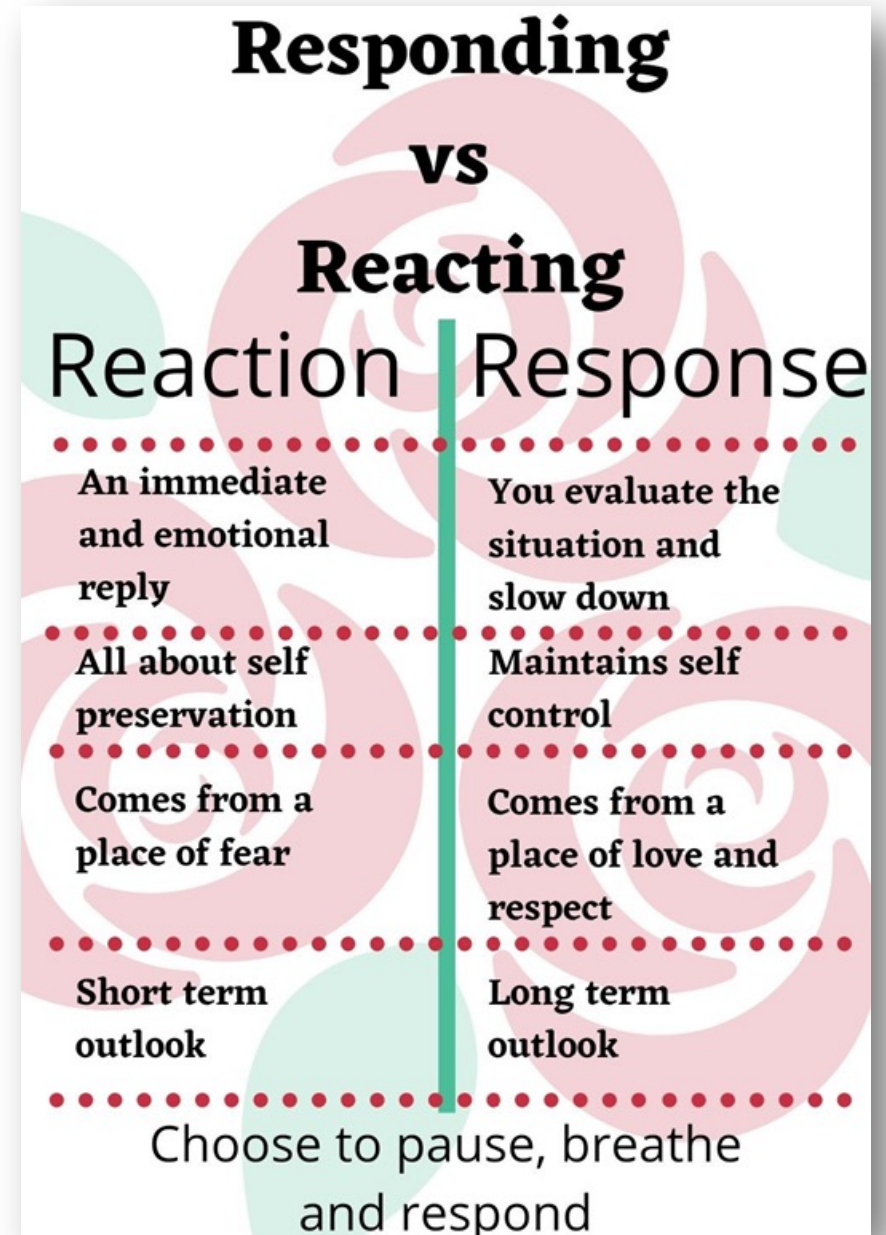 Responding
vs
Reacting
Reaction
Response
An immediate
and emotional
reply
You evaluate the
situation and
slow down
All about self
preservation
Maintains self
control
Comes from a
place of fear
Comes from a
place of love and
respect
Short term
outlook
Long term
outlook
Choose to pause, breathe
and respond